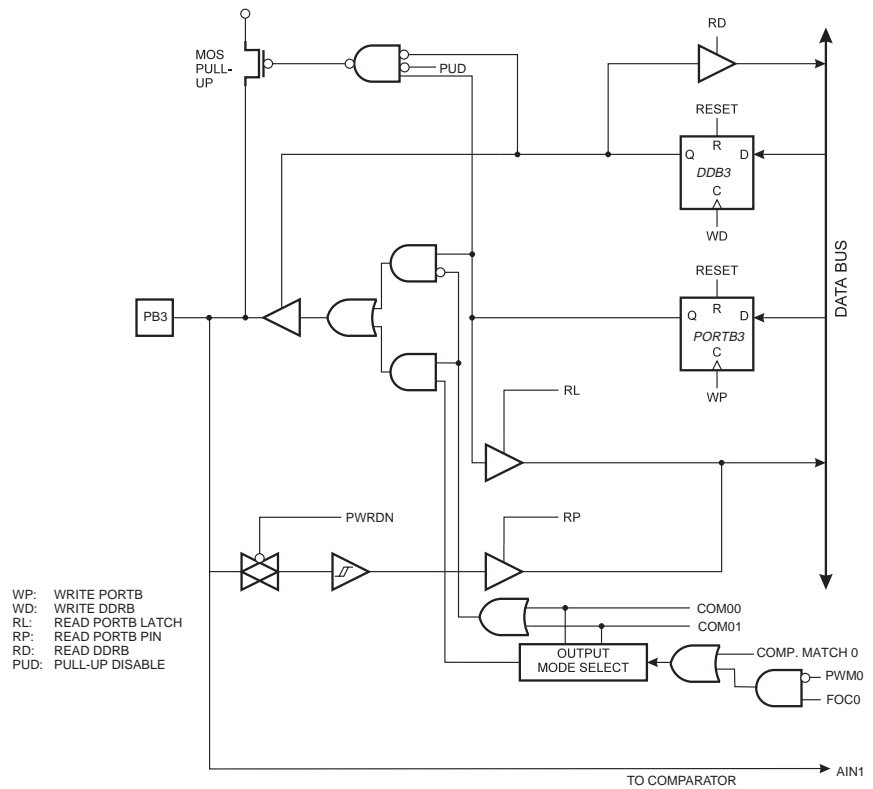 RD
MOS
PULL-
UP
PUD
RESET
R
Q
D
DDB3
C
WD
DATA BUS
RESET
R
PB3
Q
D
PORTB3
C
WP
RL
PWRDN
RP
WP: WRITE PORTB
WD: WRITE DDRB
RL: READ PORTB LATCH
RP: READ PORTB PIN
RD: READ DDRB
PUD: PULL-UP DISABLE
COM00
COM01
OUTPUT
MODE SELECT
COMP. MATCH 0
PWM0
FOC0
TO COMPARATOR
AIN1